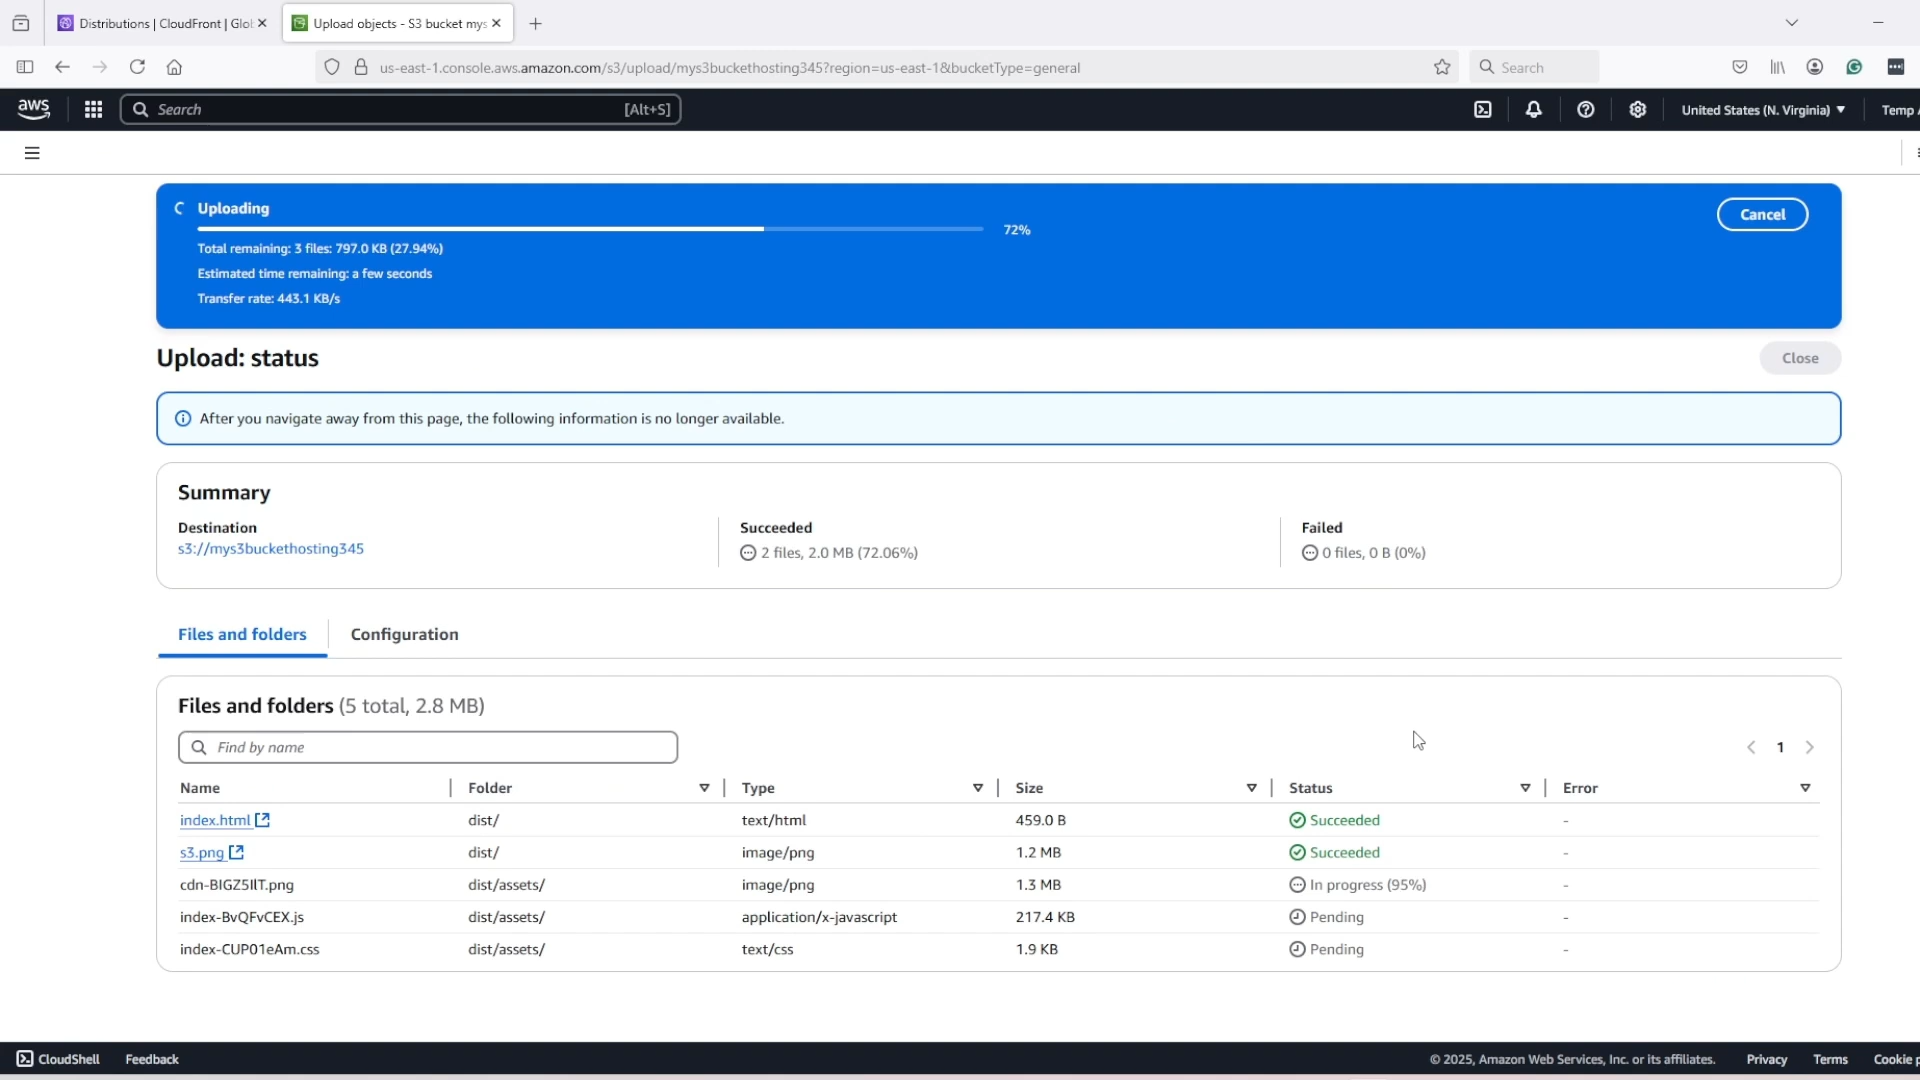 Distributions | CloudFront | Glo
Upload objects - S3 bucket mys
us-east-1.console.aws.amazon.com/s3/upload/mys3buckethosting345?region=us-east-1&bucketType=general
Search
aws
Search
[Alt+S]
United States (N. Virginia)
Temp
Uploading
72%
Cancel
Total remaining: 3 files: 797.0 KB (27.94%)
Estimated time remaining: a few seconds
Transfer rate: 443.1 KB/s
Upload: status
Close
After you navigate away from this page, the following information is no longer available.
Summary
Destination
s3://mys3buckethosting345
Succeeded
2 files, 2.0 MB (72.06%)
Failed
0 files, 0 B (0%)
Files and folders
Configuration
Files and folders (5 total, 2.8 MB)
Find by name
1
Name Folder Type Size Status Error
index.html dist/ text/html 459.0 B Succeeded -
s3.png dist/ image/png 1.2 MB Succeeded -
cdn-BIGZ5IlT.png dist/assets/ image/png 1.3 MB In progress (95%) -
index-BvQFvCEX.js dist/assets/ application/x-javascript 217.4 KB Pending -
index-CUP01eAm.css dist/assets/ text/css 1.9 KB Pending -
CloudShell Feedback
© 2025, Amazon Web Services, Inc. or its affiliates. Privacy Terms Cookie p